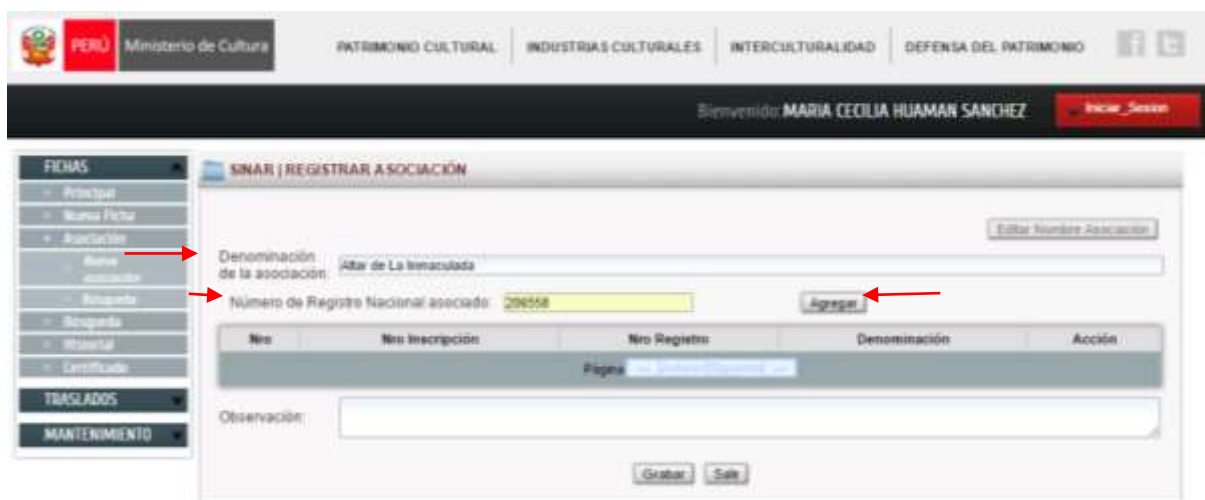 PERÚ Ministerio de Cultura PATRIMONIO CULTURAL INDUSTRIAS CULTURALES INTERCULTURALIDAD DEFENSA DEL PATRIMONIO
Bienvenido: MARIA CECILIA HUAMAN SANCHEZ Iniciar_Sesion
FICHAS
Principal
Nueva Ficha
Asociación
Nueva
asociación
Búsqueda
Búsqueda
Historial
Certificado
TRASLADOS
MANTENIMIENTO
SINAR | REGISTRAR ASOCIACIÓN
Editar Nombre Asociación
Denominación
de la asociación: Altar de La Inmaculada
Número de Registro Nacional asociado: 206558 Agregar
Nro Nro Inscripción Nro Registro Denominación Acción
Página
Observación:
Grabar Salir